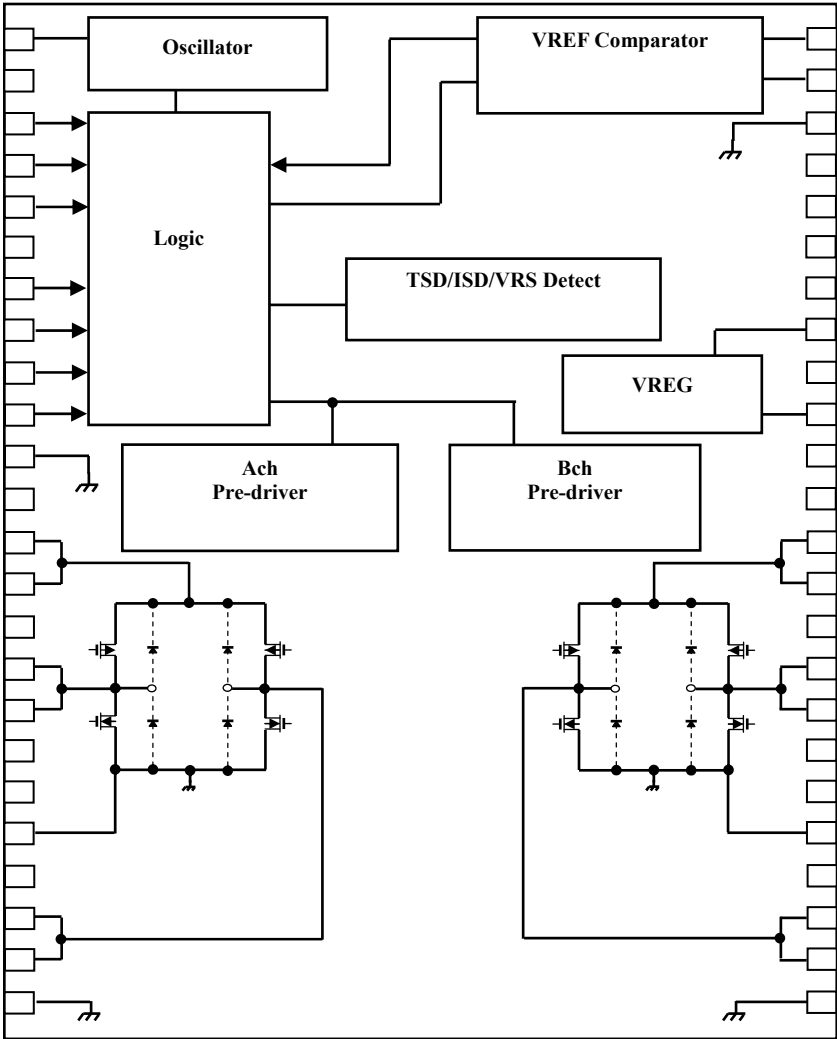 Oscillator
VREF Comparator
Logic
TSD/ISD/VRS Detect
VREG
Ach
Pre-driver
Bch
Pre-driver